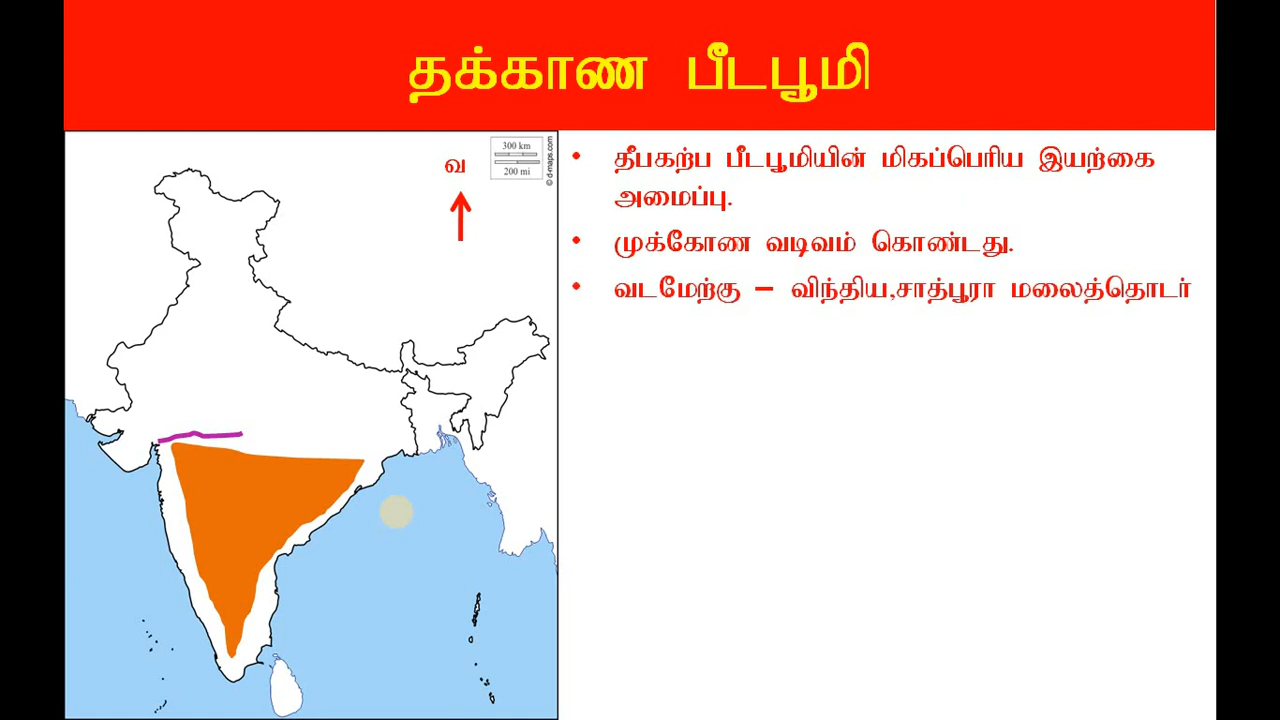 தக்காண பீடபூமி
வ
300 km
200 mi
© d-maps.com
• தீபகற்ப பீடபூமியின் மிகப்பெரிய இயற்கை
அமைப்பு.
• முக்கோண வடிவம் கொண்டது.
• வடமேற்கு – விந்திய,சாத்பூரா மலைத்தொடர்